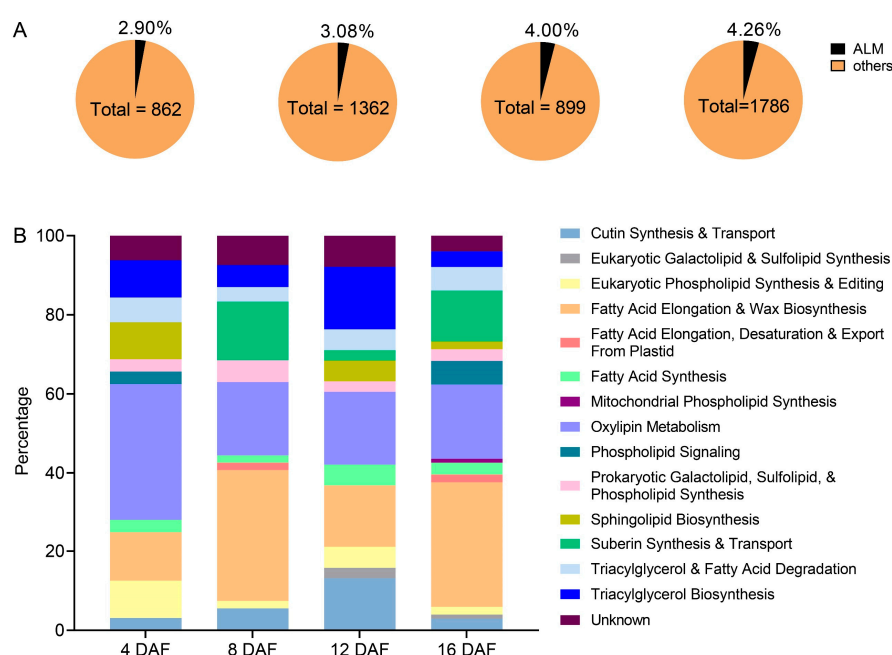 A
2.90%
3.08%
4.00%
4.26%
ALM
others
Total = 862
Total = 1362
Total = 899
Total=1786
B
Percentage
100
80
60
40
20
0
4 DAF
8 DAF
12 DAF
16 DAF
Cutin Synthesis & Transport
Eukaryotic Galactolipid & Sulfolipid Synthesis
Eukaryotic Phospholipid Synthesis & Editing
Fatty Acid Elongation & Wax Biosynthesis
Fatty Acid Elongation, Desaturation & Export
From Plastid
Fatty Acid Synthesis
Mitochondrial Phospholipid Synthesis
Oxylipin Metabolism
Phospholipid Signaling
Prokaryotic Galactolipid, Sulfolipid, &
Phospholipid Synthesis
Sphingolipid Biosynthesis
Suberin Synthesis & Transport
Triacylglycerol & Fatty Acid Degradation
Triacylglycerol Biosynthesis
Unknown